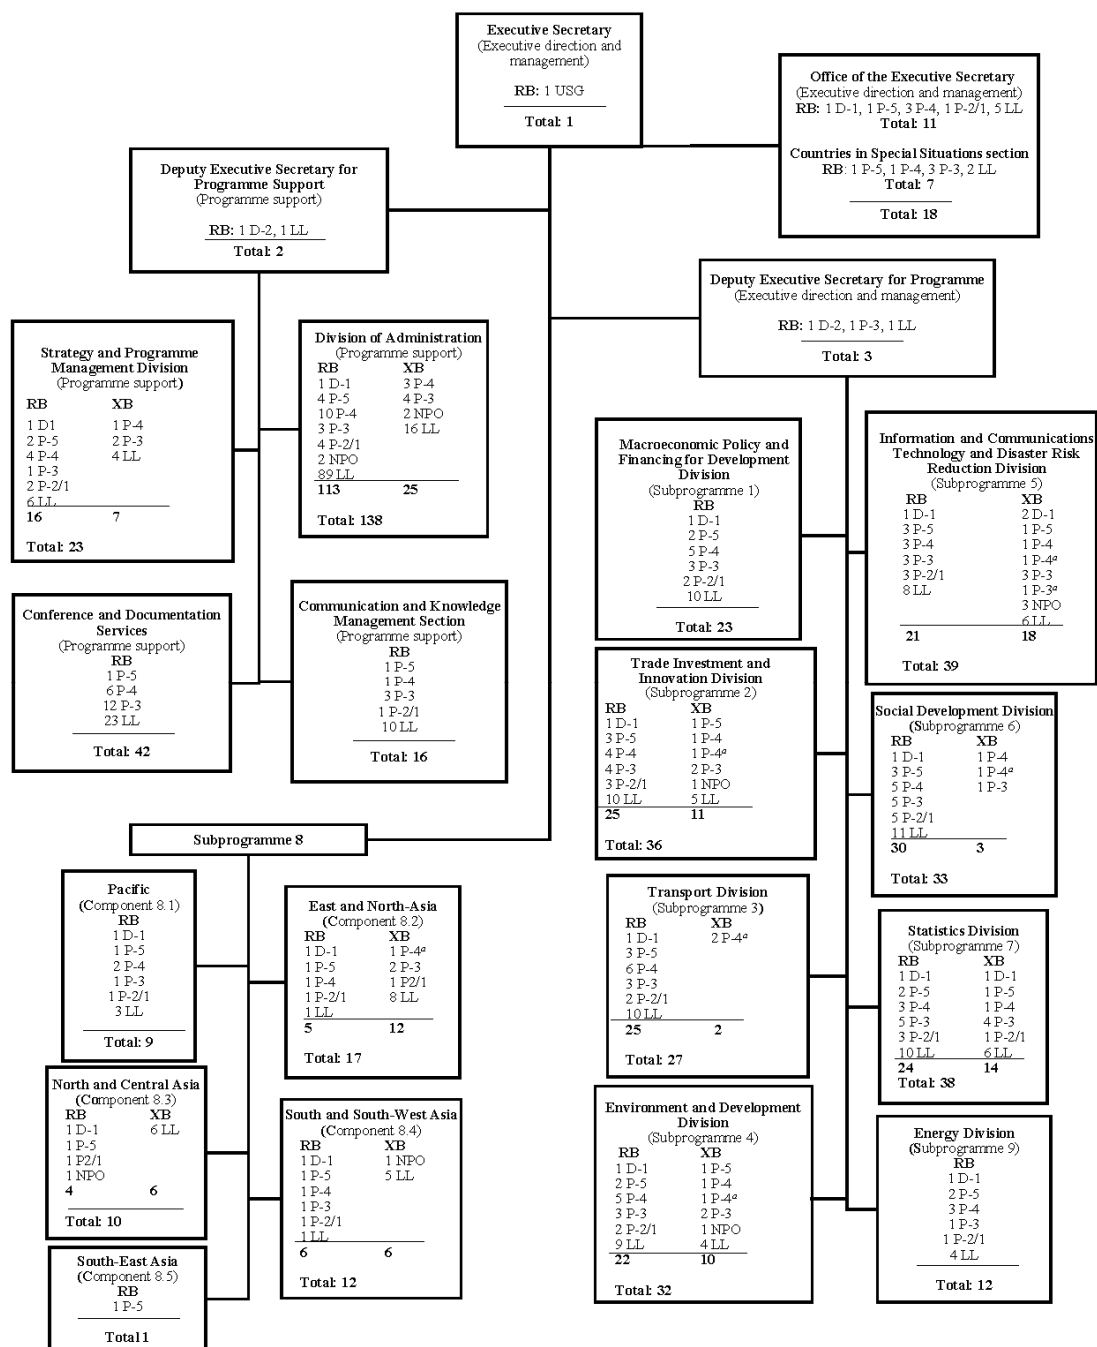 Executive Secretary
(Executive direction and
management)
RB: 1 USG
Total: 1
Office of the Executive Secretary
(Executive direction and management)
RB: 1 D-1, 1 P-5, 3 P-4, 1 P-2/1, 5 LL
Total: 11
Countries in Special Situations section
RB: 1 P-5, 1 P-4, 3 P-3, 2 LL
Total: 7
Total: 18
Deputy Executive Secretary for
Programme Support
(Programme support)
RB: 1 D-2, 1 LL
Total: 2
Deputy Executive Secretary for Programme
(Executive direction and management)
RB: 1 D-2, 1 P-3, 1 LL
Total: 3
Strategy and Programme
Management Division
(Programme support)
RB XB
1 D1 1 P-4
2 P-5 2 P-3
4 P-4 4 LL
1 P-3
2 P-2/1
6 LL
16 7
Total: 23
Division of Administration
(Programme support)
RB XB
1 D-1 3 P-4
4 P-5 4 P-3
10 P-4 2 NPO
3 P-3 16 LL
4 P-2/1
2 NPO
89 LL
113 25
Total: 138
Conference and Documentation
Services
(Programme support)
RB
1 P-5
6 P-4
12 P-3
23 LL
Total: 42
Communication and Knowledge
Management Section
(Programme support)
RB
1 P-5
1 P-4
3 P-3
1 P-2/1
10 LL
Total: 16
Macroeconomic Policy and
Financing for Development
Division
(Subprogramme 1)
RB
1 D-1
2 P-5
5 P-4
3 P-3
2 P-2/1
10 LL
Total: 23
Information and Communications
Technology and Disaster Risk
Reduction Division
(Subprogramme 5)
RB XB
1 D-1 2 D-1
3 P-5 1 P-5
3 P-4 1 P-4
3 P-3 1 P-4a
3 P-2/1 3 P-3
8 LL 1 P-3a
3 NPO
6 LL
21 18
Total: 39
Trade Investment and
Innovation Division
(Subprogramme 2)
RB XB
1 D-1 1 P-5
3 P-5 1 P-4
4 P-4 1 P-4a
4 P-3 2 P-3
3 P-2/1 1 NPO
10 LL 5 LL
25 11
Total: 36
Social Development Division
(Subprogramme 6)
RB XB
1 D-1 1 P-4
3 P-5 1 P-4a
5 P-4 1 P-3
5 P-3
5 P-2/1
11 LL
30 3
Total: 33
Transport Division
(Subprogramme 3)
RB XB
1 D-1 2 P-4a
3 P-5
6 P-4
3 P-3
2 P-2/1
10 LL
25 2
Total: 27
Statistics Division
(Subprogramme 7)
RB XB
1 D-1 1 D-1
2 P-5 1 P-5
3 P-4 1 P-4
5 P-3 4 P-3
3 P-2/1 1 P-2/1
10 LL 6 LL
24 14
Total: 38
Environment and Development
Division
(Subprogramme 4)
RB XB
1 D-1 1 P-5
2 P-5 1 P-4
5 P-4 1 P-4a
3 P-3 2 P-3
2 P-2/1 1 NPO
9 LL 4 LL
22 10
Total: 32
Energy Division
(Subprogramme 9)
RB
1 D-1
2 P-5
3 P-4
1 P-3
1 P-2/1
4 LL
Total: 12
Subprogramme 8
Pacific
(Component 8.1)
RB
1 D-1
1 P-5
2 P-4
1 P-3
1 P-2/1
3 LL
Total: 9
East and North-Asia
(Component 8.2)
RB XB
1 D-1 1 P-4a
1 P-5 2 P-3
1 P-4 1 P2/1
1 P-2/1 8 LL
1 LL
5 12
Total: 17
North and Central Asia
(Component 8.3)
RB XB
1 D-1 6 LL
1 P-5
1 P2/1
1 NPO
4 6
Total: 10
South and South-West Asia
(Component 8.4)
RB XB
1 D-1 1 NPO
1 P-5 5 LL
1 P-4
1 P-3
1 P-2/1
1 LL
6 6
Total: 12
South-East Asia
(Component 8.5)
RB
1 P-5
Total 1